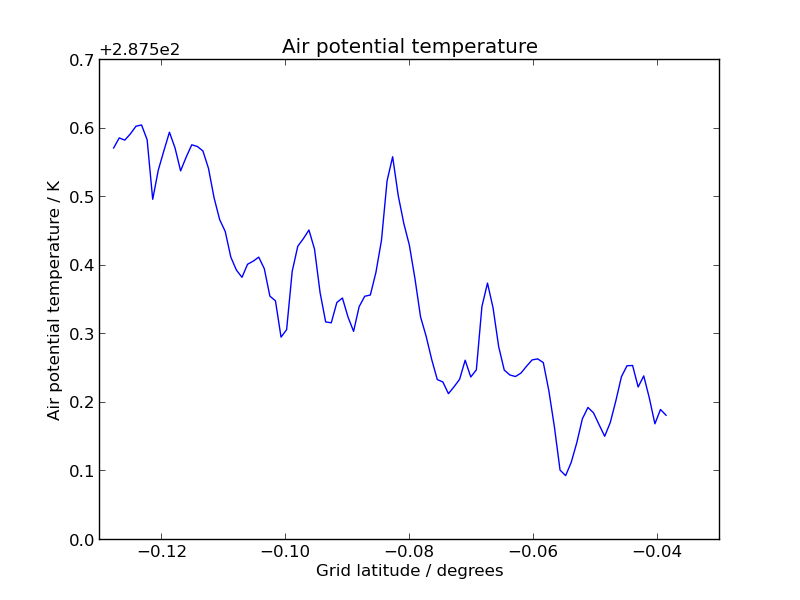 Air potential temperature
+2.875e2
0.7
0.6
0.5
0.4
0.3
0.2
0.1
0.0
Air potential temperature / K
−0.12 −0.10 −0.08 −0.06 −0.04
Grid latitude / degrees